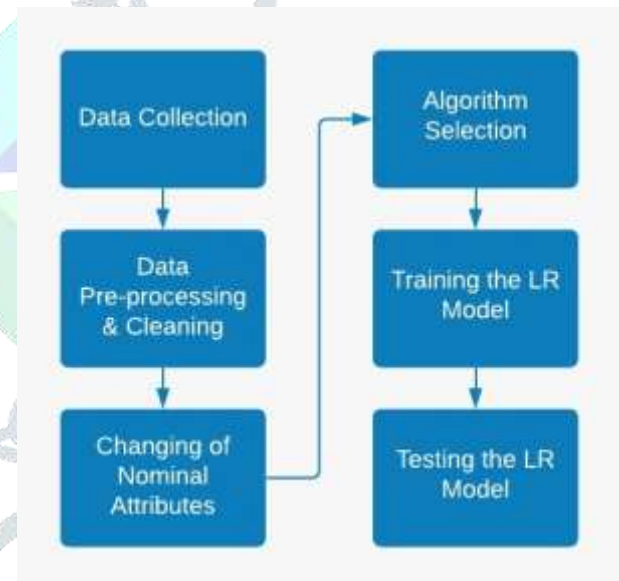 Data Collection
Data
Pre-processing
& Cleaning
Changing of
Nominal
Attributes
Algorithm
Selection
Training the LR
Model
Testing the LR
Model